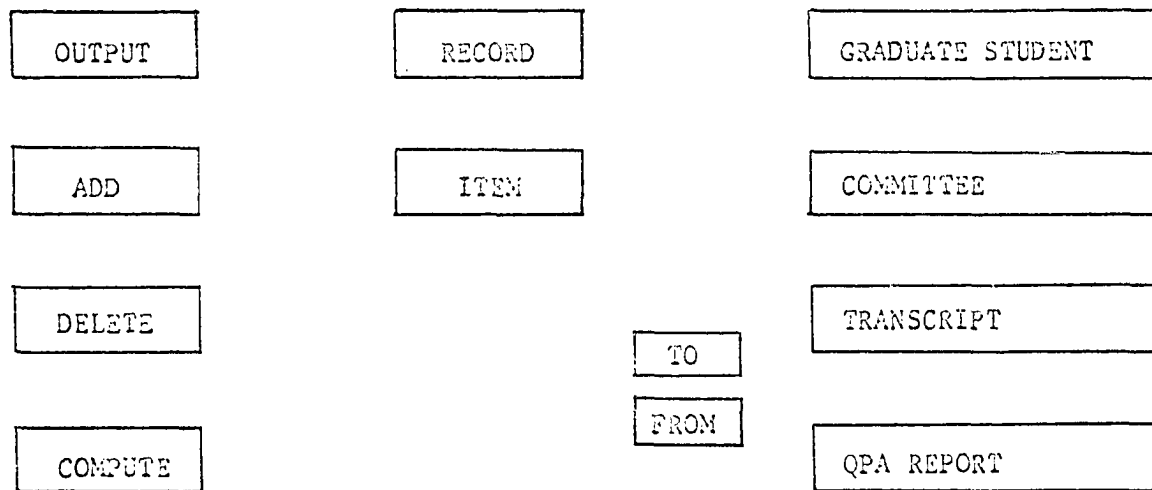 OUTPUT RECORD GRADUATE STUDENT
ADD ITEM COMMITTEE
DELETE TRANSCRIPT
TO
FROM
COMPUTE QPA REPORT